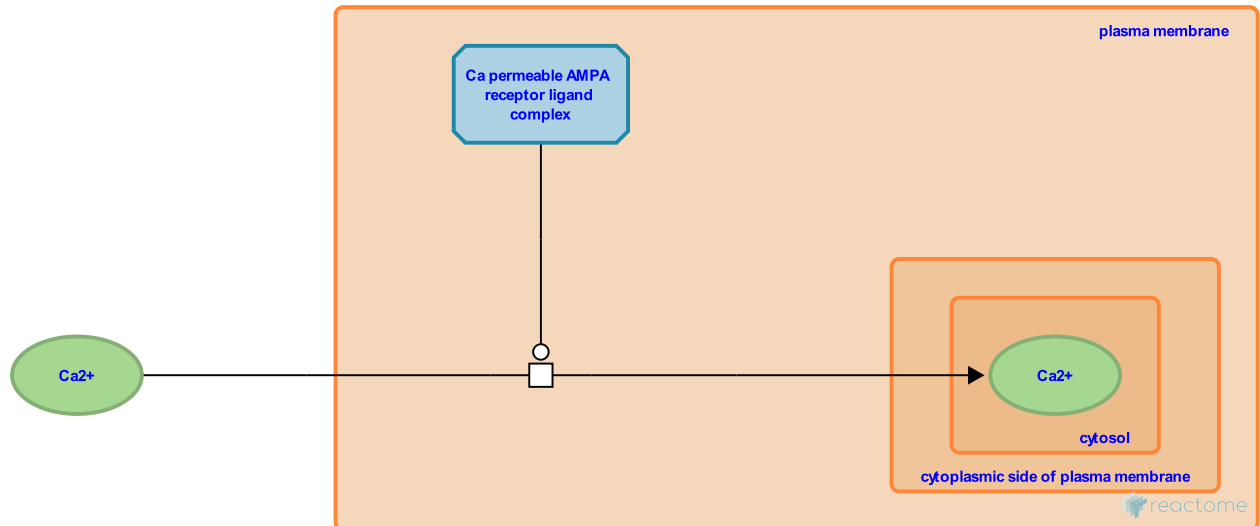 plasma membrane
Ca permeable AMPA
receptor ligand
complex
Ca2+
Ca2+
cytosol
cytoplasmic side of plasma membrane
reactome